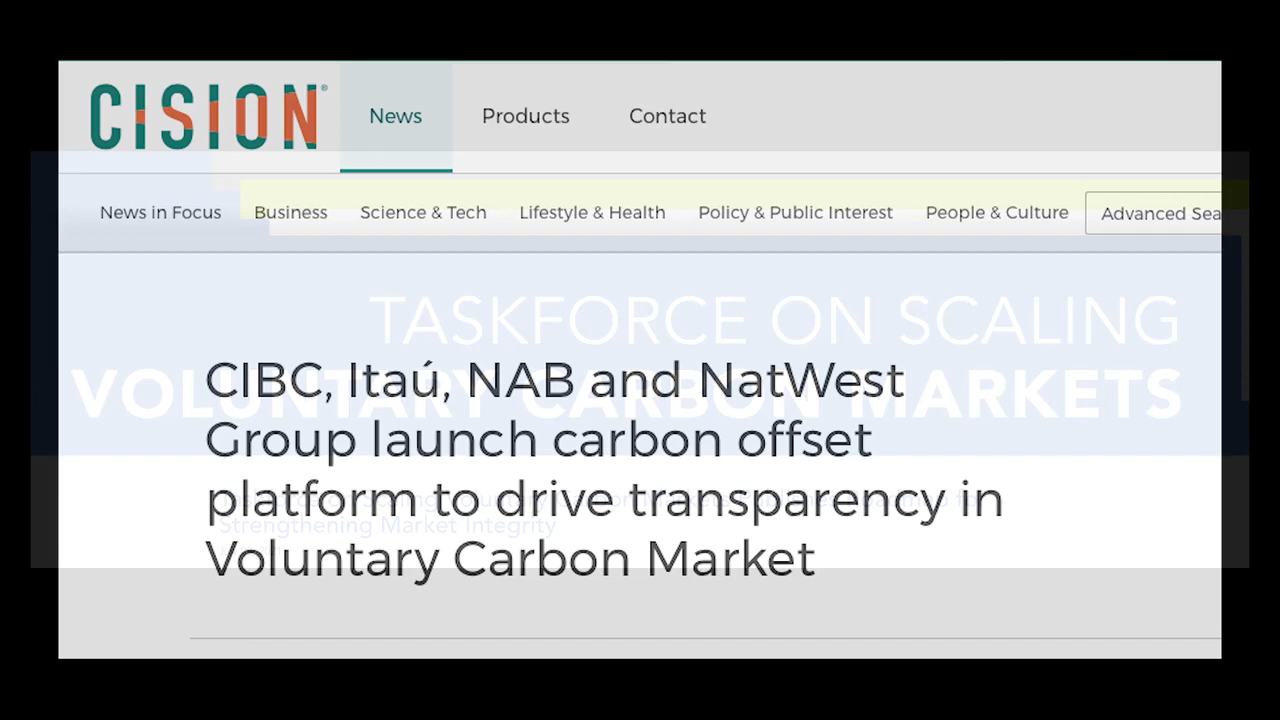 CISION®
News
Products
Contact
News in Focus
Business
Science & Tech
Lifestyle & Health
Policy & Public Interest
People & Culture
Advanced Sea
TASKFORCE ON SCALING
VOLUNTARY CARBON MARKETS
CIBC, Itaú, NAB and NatWest
Group launch carbon offset
platform to drive transparency in
Voluntary Carbon Market
Strengthening Market Integrity